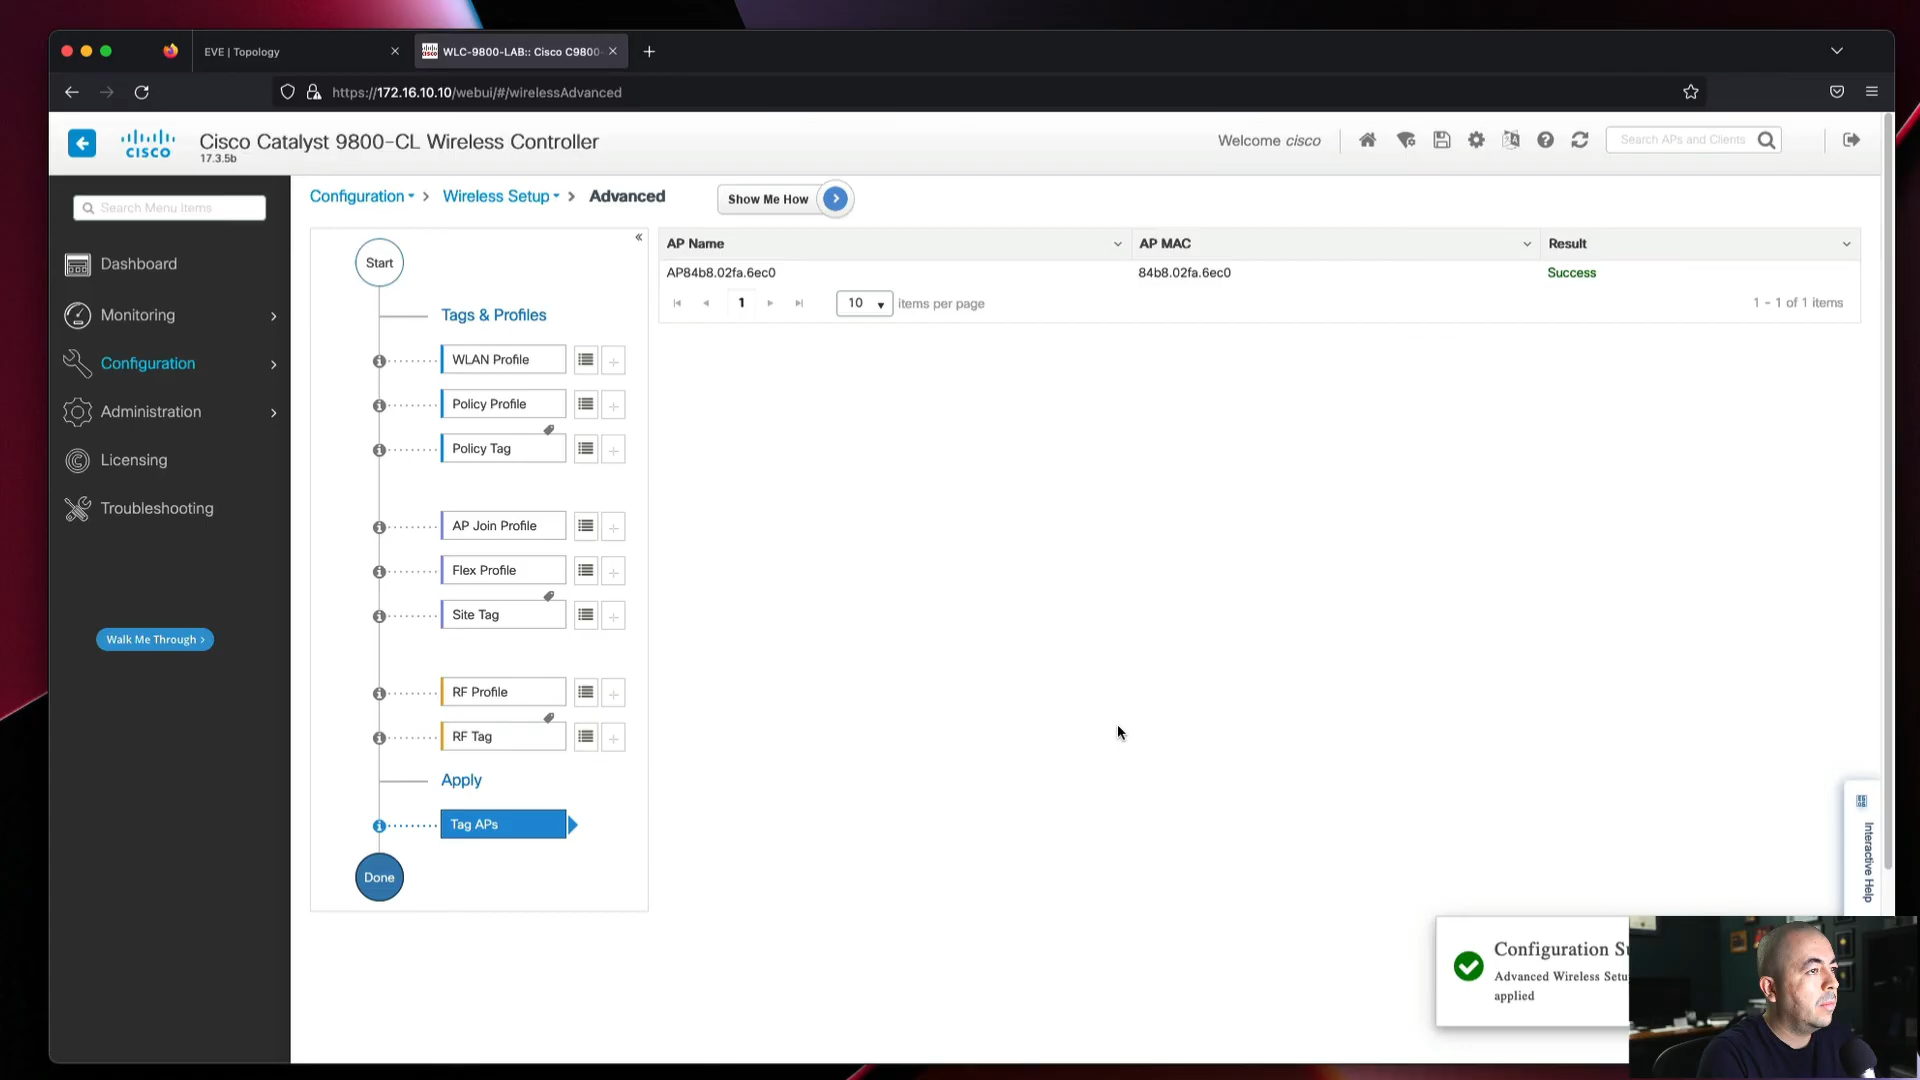 EVE | Topology
WLC-9800-LAB:: Cisco C9800-
https://172.16.10.10/webui/#/wirelessAdvanced
CISCO
Cisco Catalyst 9800-CL Wireless Controller
17.3.5b
Welcome cisco
Search APs and Clients
Search Menu Items
Dashboard
Monitoring
Configuration
Administration
Licensing
Troubleshooting
Walk Me Through >
Configuration > Wireless Setup > Advanced
Show Me How
Start
Tags & Profiles
WLAN Profile
Policy Profile
Policy Tag
AP Join Profile
Flex Profile
Site Tag
RF Profile
RF Tag
Apply
Tag APs
Done
AP Name AP MAC Result
AP84b8.02fa.6ec0 84b8.02fa.6ec0 Success
1 10 items per page 1 - 1 of 1 items
Interactive Help
Configuration Su
Advanced Wireless Setu
applied